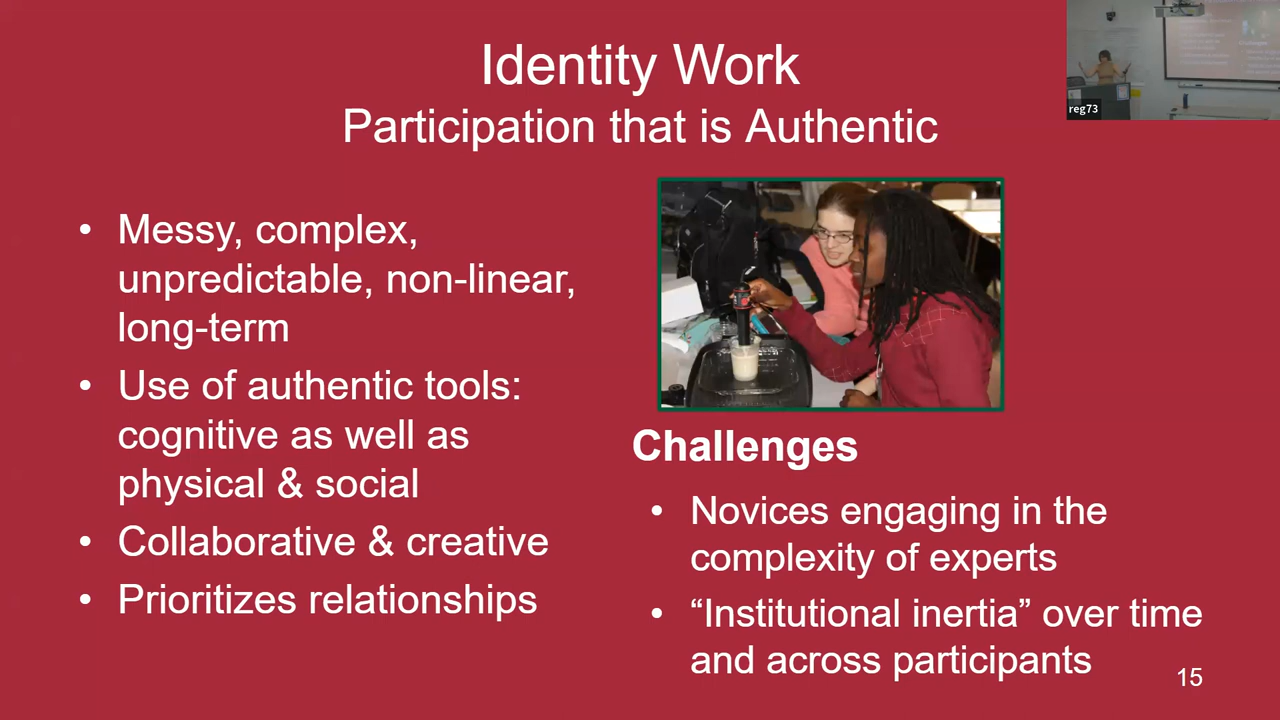 Identity Work
Participation that is Authentic
• Messy, complex,
unpredictable, non-linear,
long-term
• Use of authentic tools:
cognitive as well as
physical & social
• Collaborative & creative
• Prioritizes relationships
Challenges
• Novices engaging in the
complexity of experts
• “Institutional inertia” over time
and across participants
15
reg73